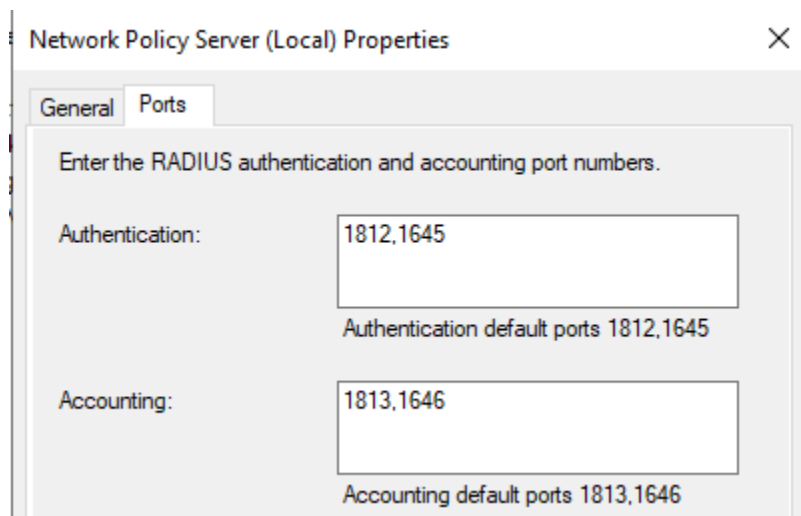 Network Policy Server (Local) Properties
General Ports
Enter the RADIUS authentication and accounting port numbers.
Authentication: 1812,1645
Authentication default ports 1812,1645
Accounting: 1813,1646
Accounting default ports 1813,1646